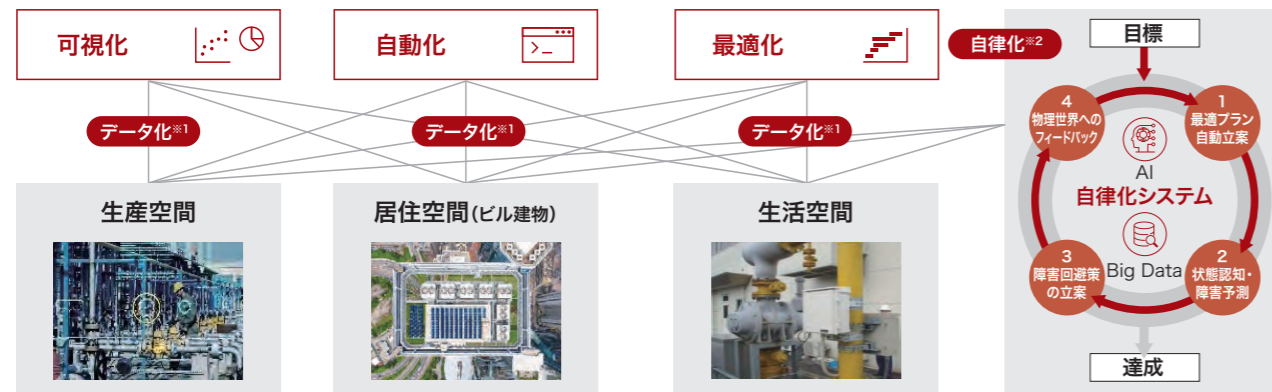 可視化
自動化
>_
最適化
自律化※2
目標
データ化※1
データ化※1
データ化※1
生産空間
居住空間(ビル建物)
生活空間
1
最適プラン
自動立案
2
状態認知・
障害予測
3
障害回避策
の立案
4
物理世界への
フィードバック
AI
自律化システム
Big Data
達成